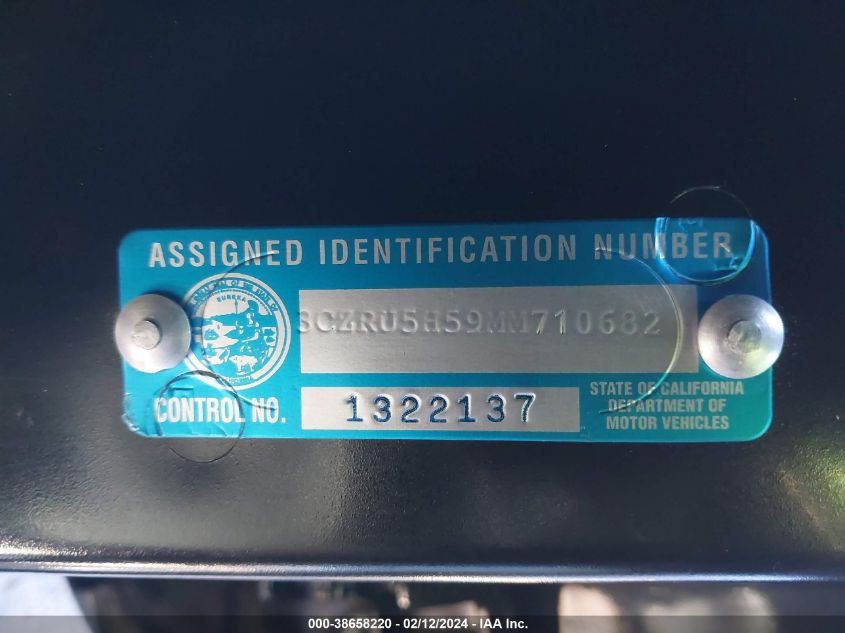 ASSIGNED IDENTIFICATION NUMBER
EUREKA
3CZRU5H59MM710682
CONTROL NO. 1322137
STATE OF CALIFORNIA
DEPARTMENT OF
MOTOR VEHICLES
000-38658220 - 02/12/2024 - IAA Inc.